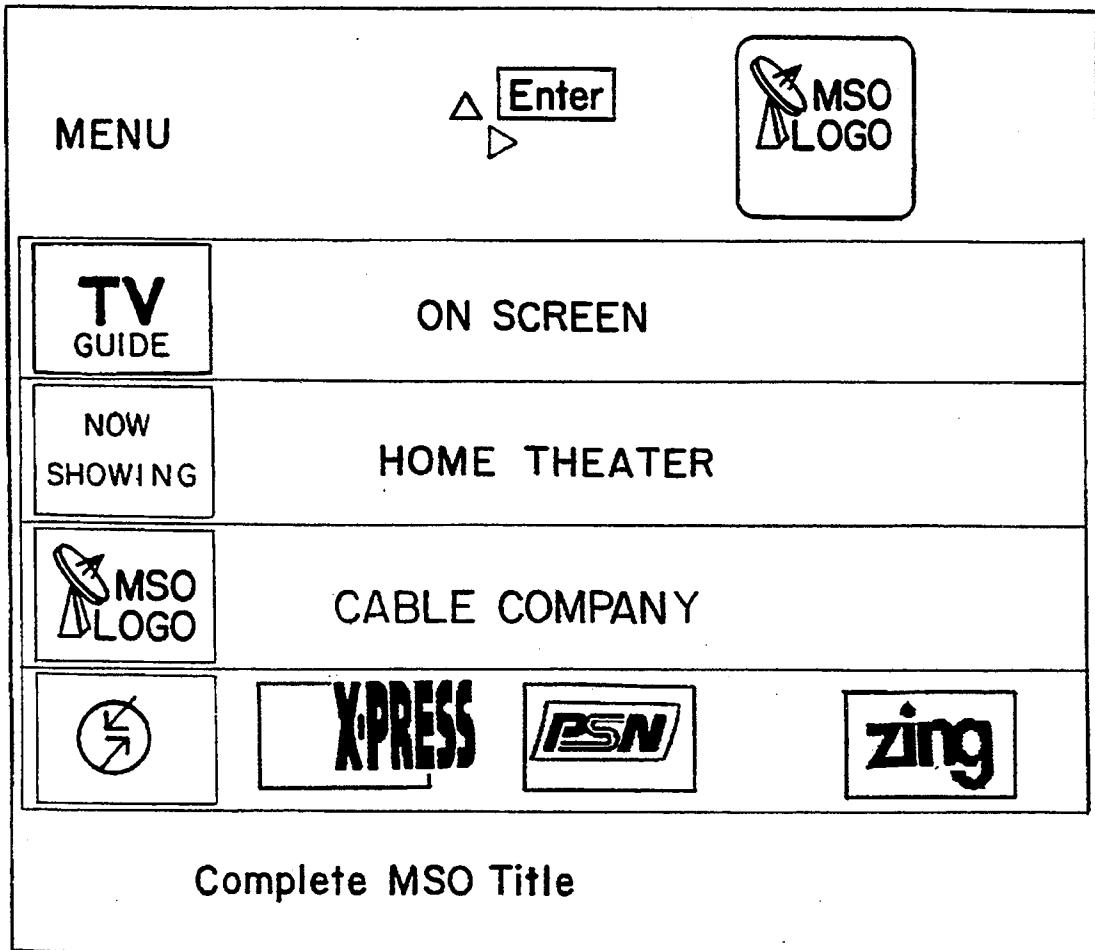 MENU
Enter
MSO
LOGO
TV
GUIDE
ON SCREEN
NOW
SHOWING
HOME THEATER
MSO
LOGO
CABLE COMPANY
X·PRESS
PSN
zing
Complete MSO Title